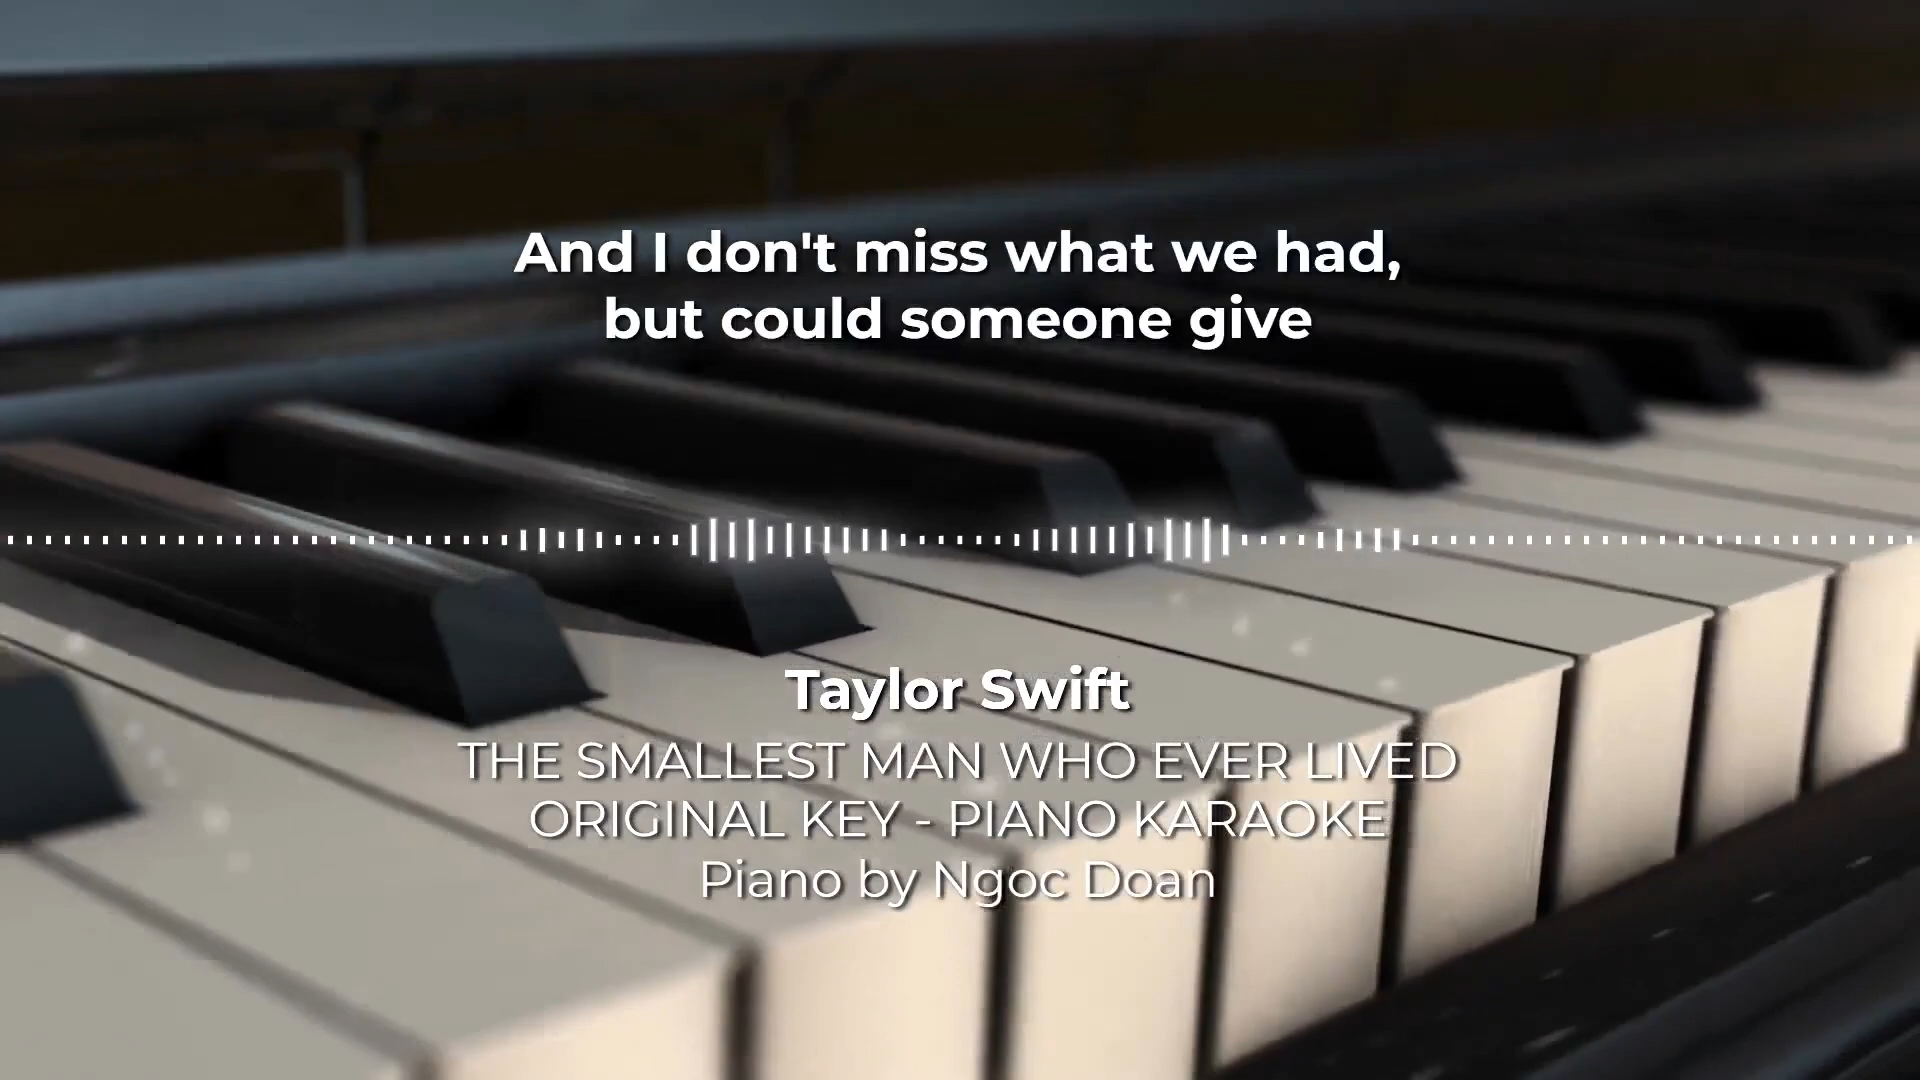 And I don't miss what we had,
but could someone give
Taylor Swift
THE SMALLEST MAN WHO EVER LIVED
ORIGINAL KEY - PIANO KARAOKE
Piano by Ngoc Doan